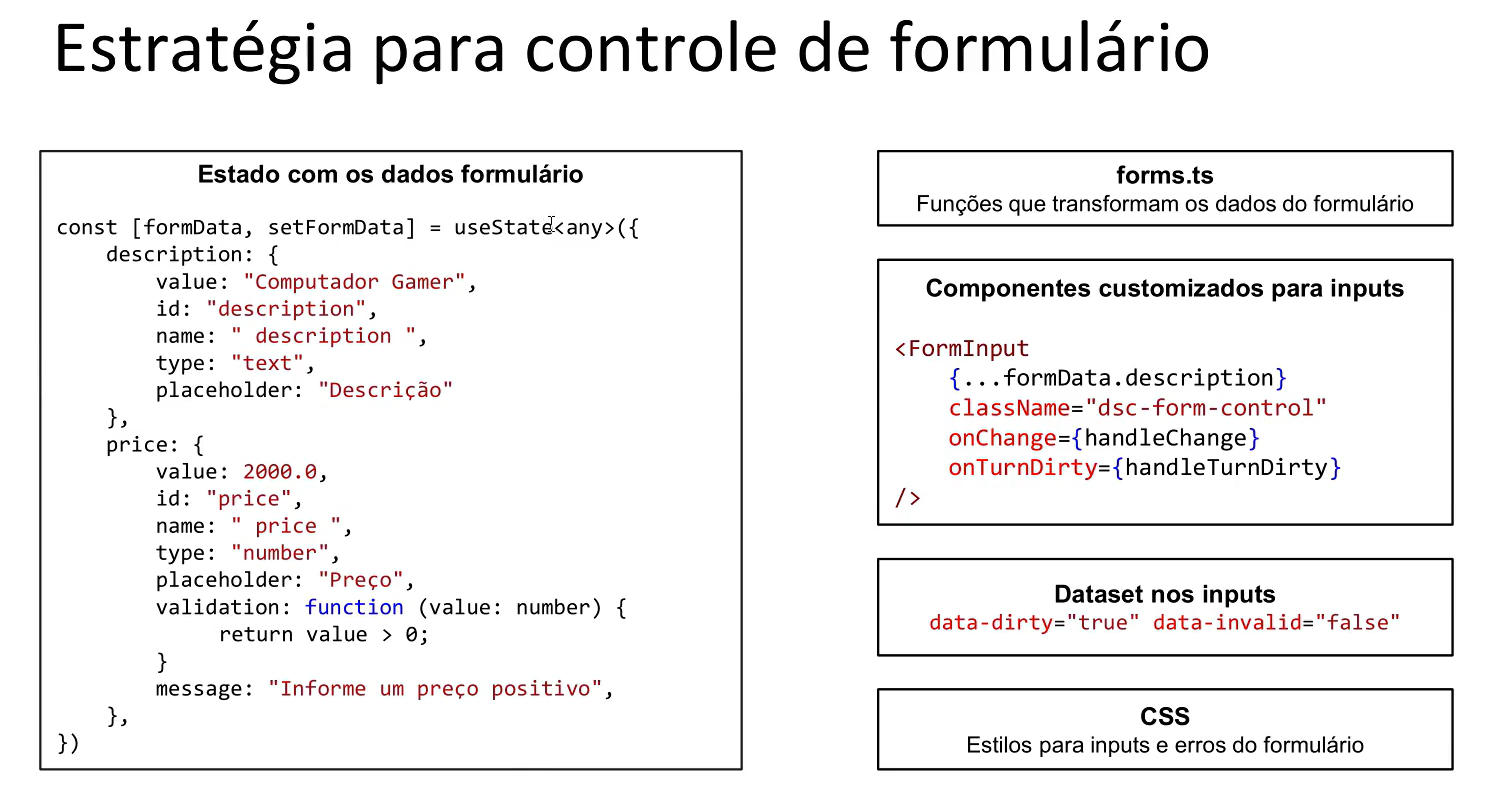 Estratégia para controle de formulário
Estado com os dados formulário
const [formData, setFormData] = useState<any>({
    description: {
        value: "Computador Gamer",
        id: "description",
        name: " description ",
        type: "text",
        placeholder: "Descrição"
    },
    price: {
        value: 2000.0,
        id: "price",
        name: " price ",
        type: "number",
        placeholder: "Preço",
        validation: function (value: number) {
             return value > 0;
        }
        message: "Informe um preço positivo",
    },
})
forms.ts
Funções que transformam os dados do formulário
Componentes customizados para inputs
<FormInput
    {...formData.description}
    className="dsc-form-control"
    onChange={handleChange}
    onTurnDirty={handleTurnDirty}
/>
Dataset nos inputs
data-dirty="true" data-invalid="false"
CSS
Estilos para inputs e erros do formulário